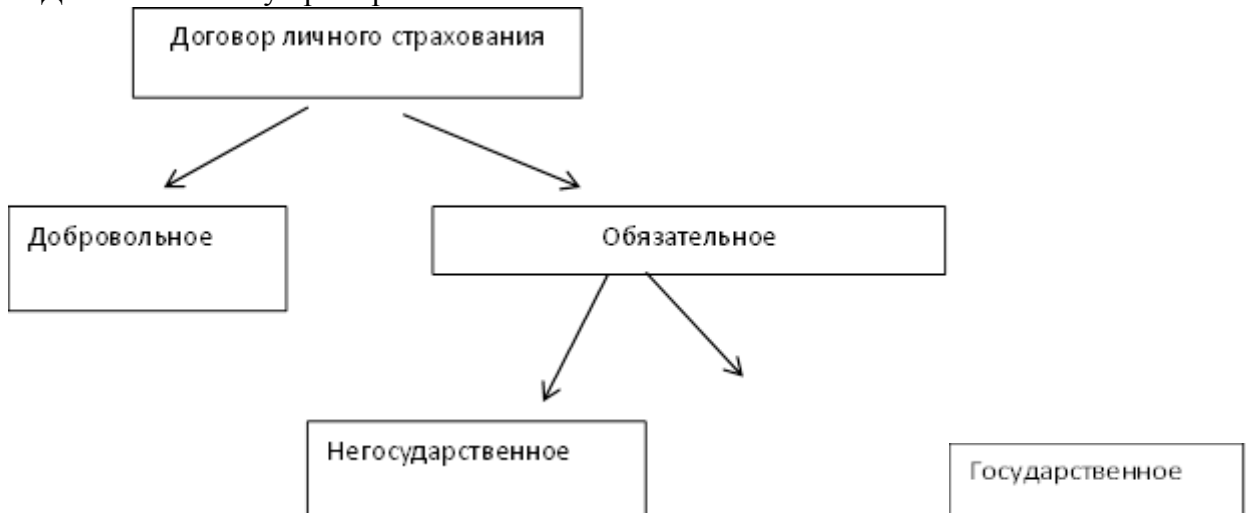 Договор личного страхования
Добровольное
Обязательное
Негосударственное
Государственное